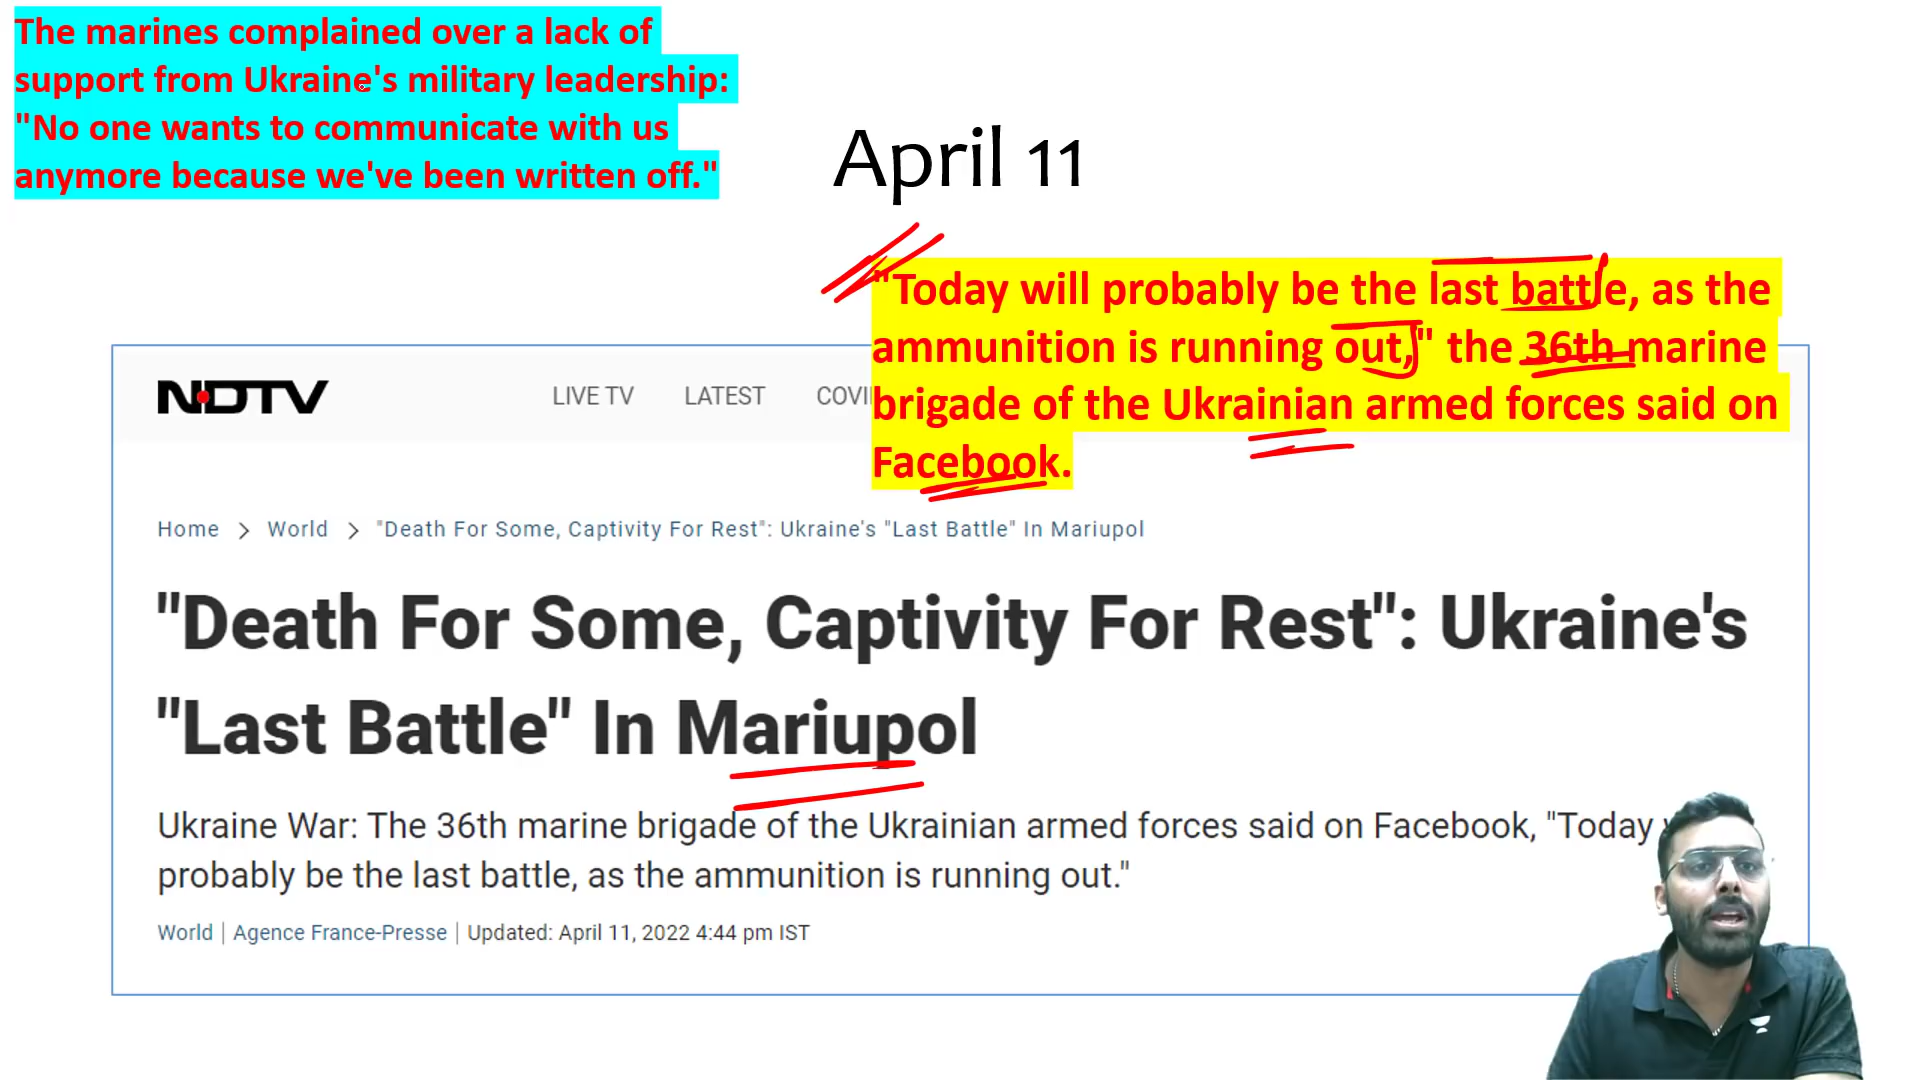 The marines complained over a lack of
support from Ukraine's military leadership:
"No one wants to communicate with us
anymore because we've been written off."
April 11
"Today will probably be the last battle, as the
ammunition is running out," the 36th marine
brigade of the Ukrainian armed forces said on
Facebook.
NDTV
LIVE TV LATEST
Home > World > "Death For Some, Captivity For Rest": Ukraine's "Last Battle" In Mariupol
"Death For Some, Captivity For Rest": Ukraine's
"Last Battle" In Mariupol
Ukraine War: The 36th marine brigade of the Ukrainian armed forces said on Facebook, "Today
probably be the last battle, as the ammunition is running out."
World | Agence France-Presse | Updated: April 11, 2022 4:44 pm IST